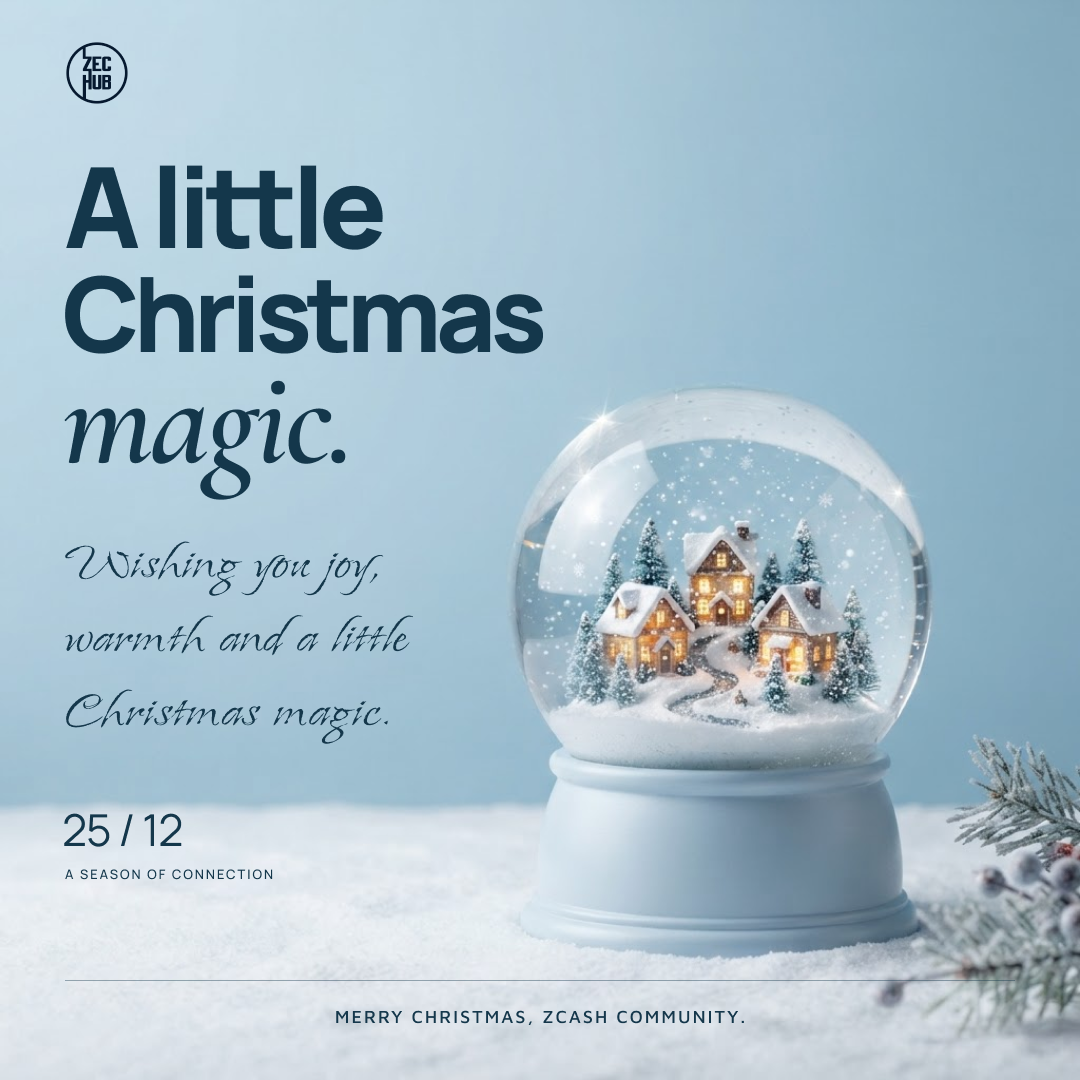 ZEC
HUB
A little
Christmas
magic.
Wishing you joy,
warmth and a little
Christmas magic.
25 / 12
A SEASON OF CONNECTION
MERRY CHRISTMAS, ZCASH COMMUNITY.